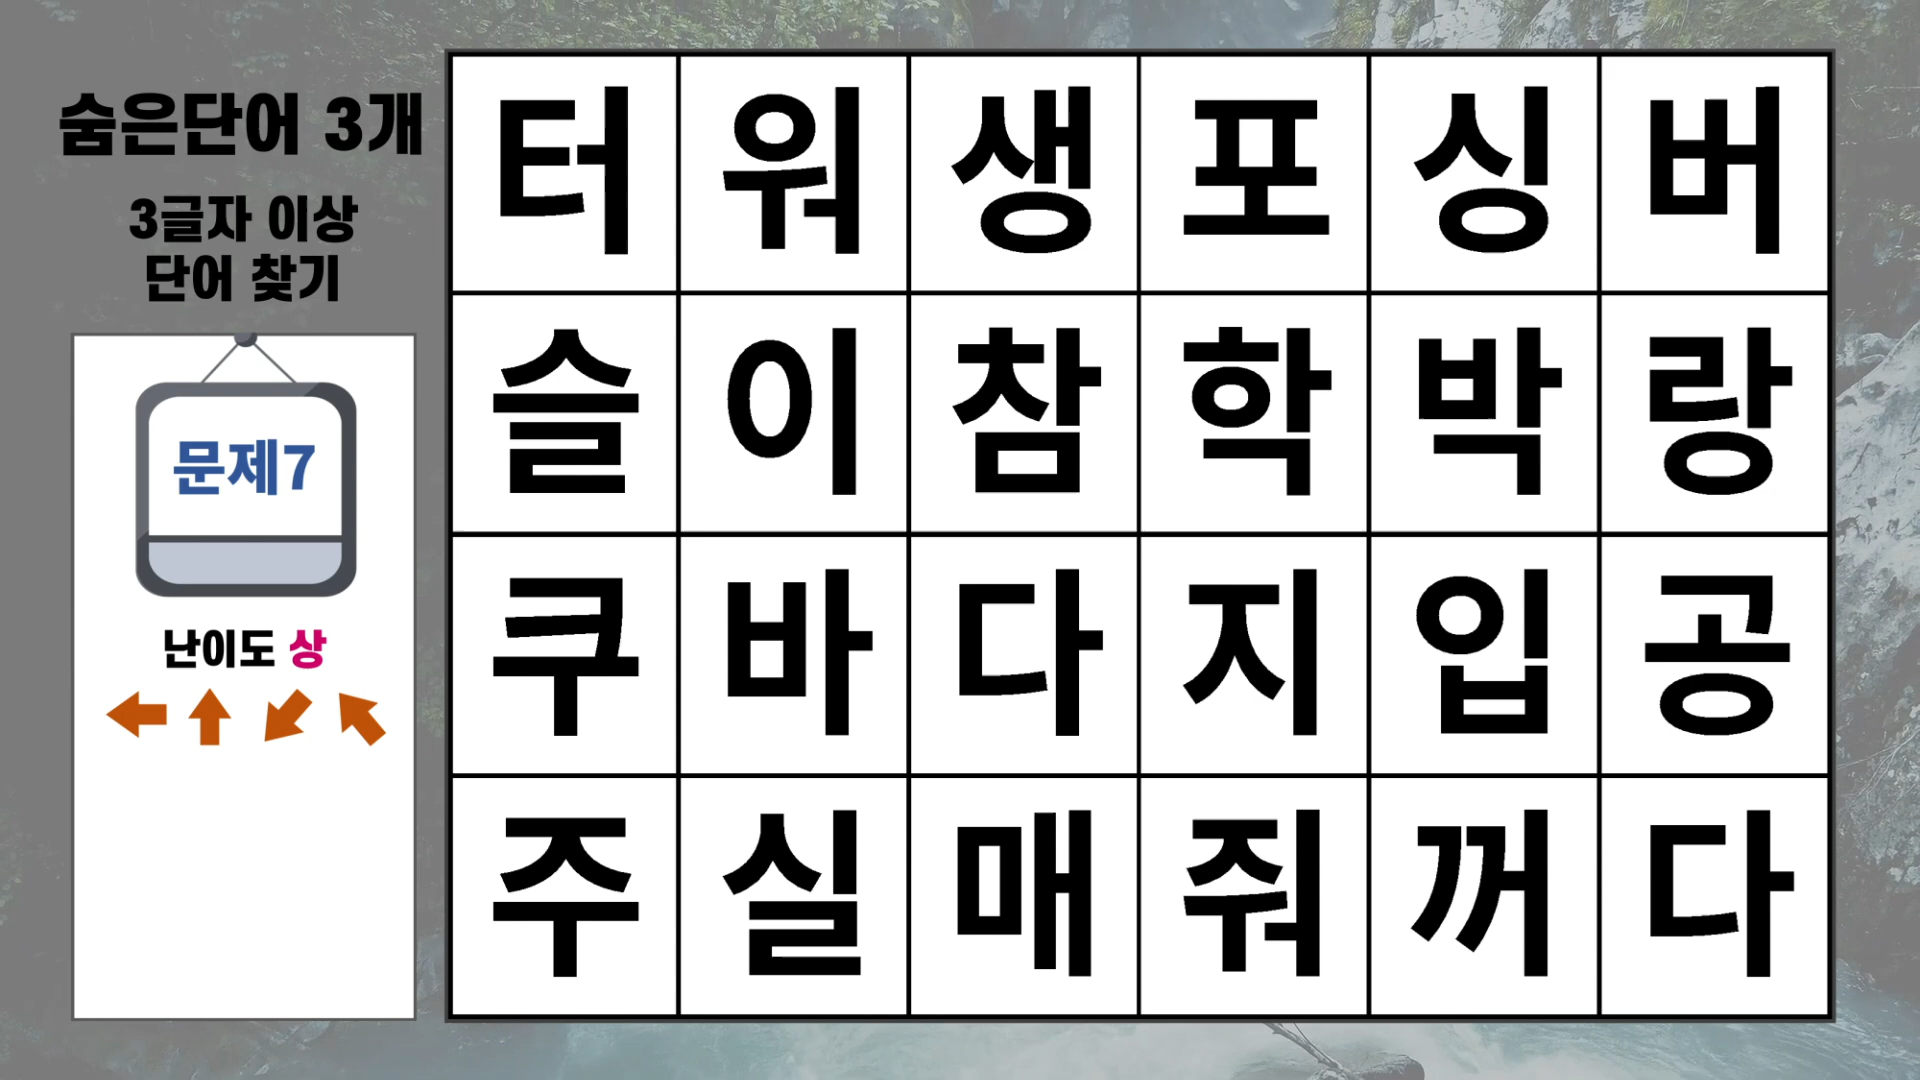 숨은단어 3개
3글자 이상
단어 찾기
문제7
난이도 상
터 워 생 포 싱 버
슬 이 참 학 박 랑
쿠 바 다 지 입 공
주 실 매 줘 꺼 다